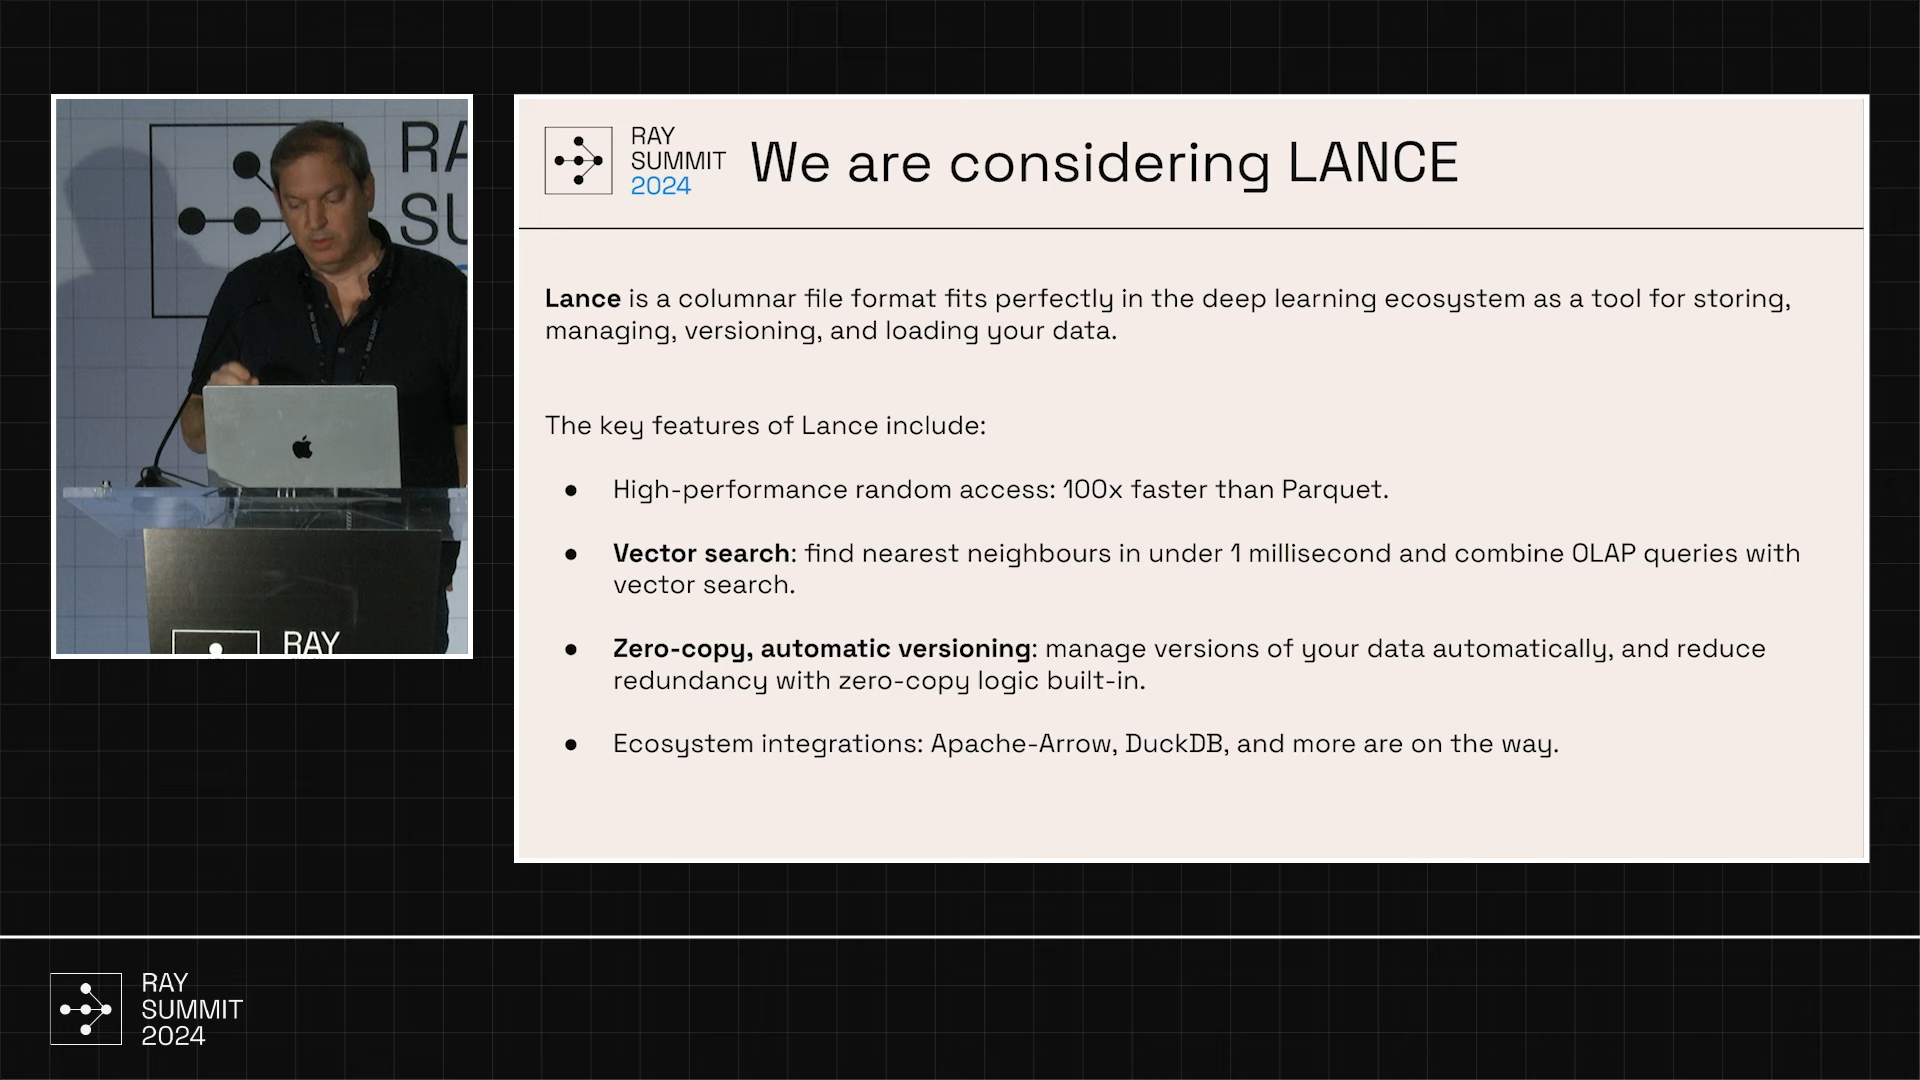 RAY
SUMMIT
2024
We are considering LANCE
Lance is a columnar file format fits perfectly in the deep learning ecosystem as a tool for storing,
managing, versioning, and loading your data.
The key features of Lance include:
● High-performance random access: 100x faster than Parquet.
● Vector search: find nearest neighbours in under 1 millisecond and combine OLAP queries with
vector search.
● Zero-copy, automatic versioning: manage versions of your data automatically, and reduce
redundancy with zero-copy logic built-in.
● Ecosystem integrations: Apache-Arrow, DuckDB, and more are on the way.
RA
SU
RAY
RAY
SUMMIT
2024